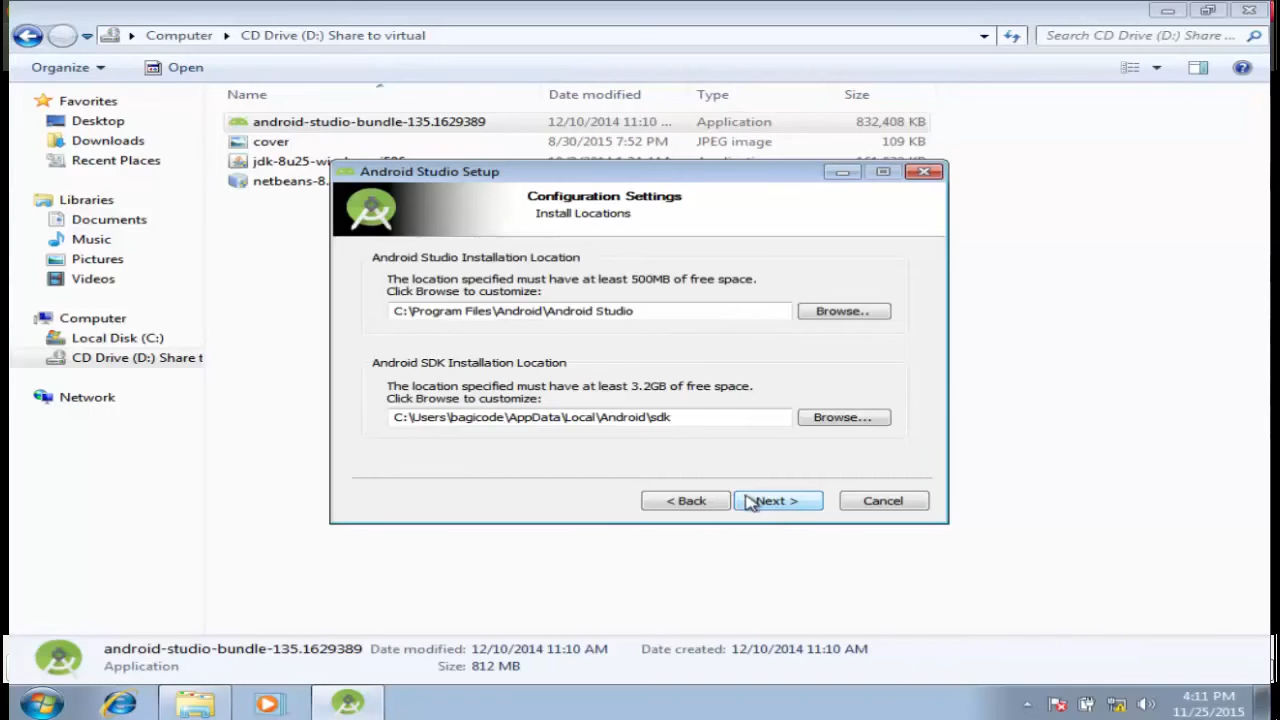 Computer CD Drive (D:) Share to virtual
Search CD Drive (D:) Share ...
Organize Open
Favorites
Desktop
Downloads
Recent Places
Libraries
Documents
Music
Pictures
Videos
Computer
Local Disk (C:)
CD Drive (D:) Share t
Network
Name Date modified Type Size
android-studio-bundle-135.1629389 12/10/2014 11:10 ... Application 832,408 KB
cover 8/30/2015 7:52 PM JPEG image 109 KB
netbeans-8.
Android Studio Setup
Configuration Settings
Install Locations
Android Studio Installation Location
The location specified must have at least 500MB of free space.
Click Browse to customize:
C:\Program Files\Android\Android Studio
Browse..
Android SDK Installation Location
The location specified must have at least 3.2GB of free space.
Click Browse to customize:
C:\Users\bagicode\AppData\Local\Android\sdk
Browse...
< Back Next > Cancel
android-studio-bundle-135.1629389 Date modified: 12/10/2014 11:10 AM Date created: 12/10/2014 11:10 AM
Application Size: 812 MB
4:11 PM
11/25/2015